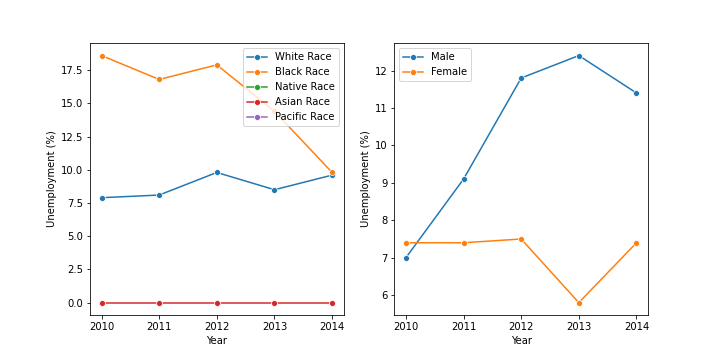 17.5
15.0
12.5
10.0
7.5
5.0
2.5
0.0
Unemployment (%)
White Race
Black Race
Native Race
Asian Race
Pacific Race
2010 2011 2012 2013 2014
Year
12
11
10
9
8
7
6
Unemployment (%)
Male
Female
2010 2011 2012 2013 2014
Year